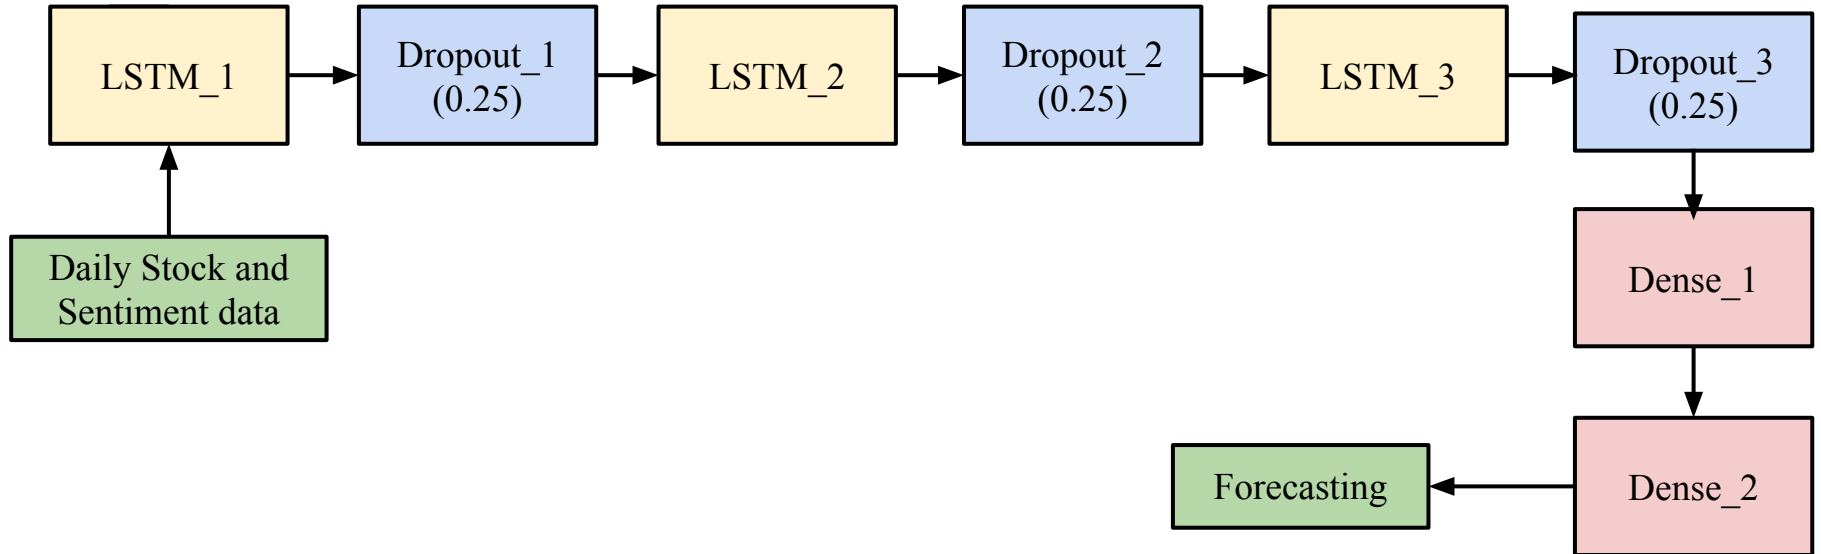 LSTM_1
Dropout_1
(0.25)
LSTM_2
Dropout_2
(0.25)
LSTM_3
Dropout_3
(0.25)
Daily Stock and
Sentiment data
Dense_1
Dense_2
Forecasting